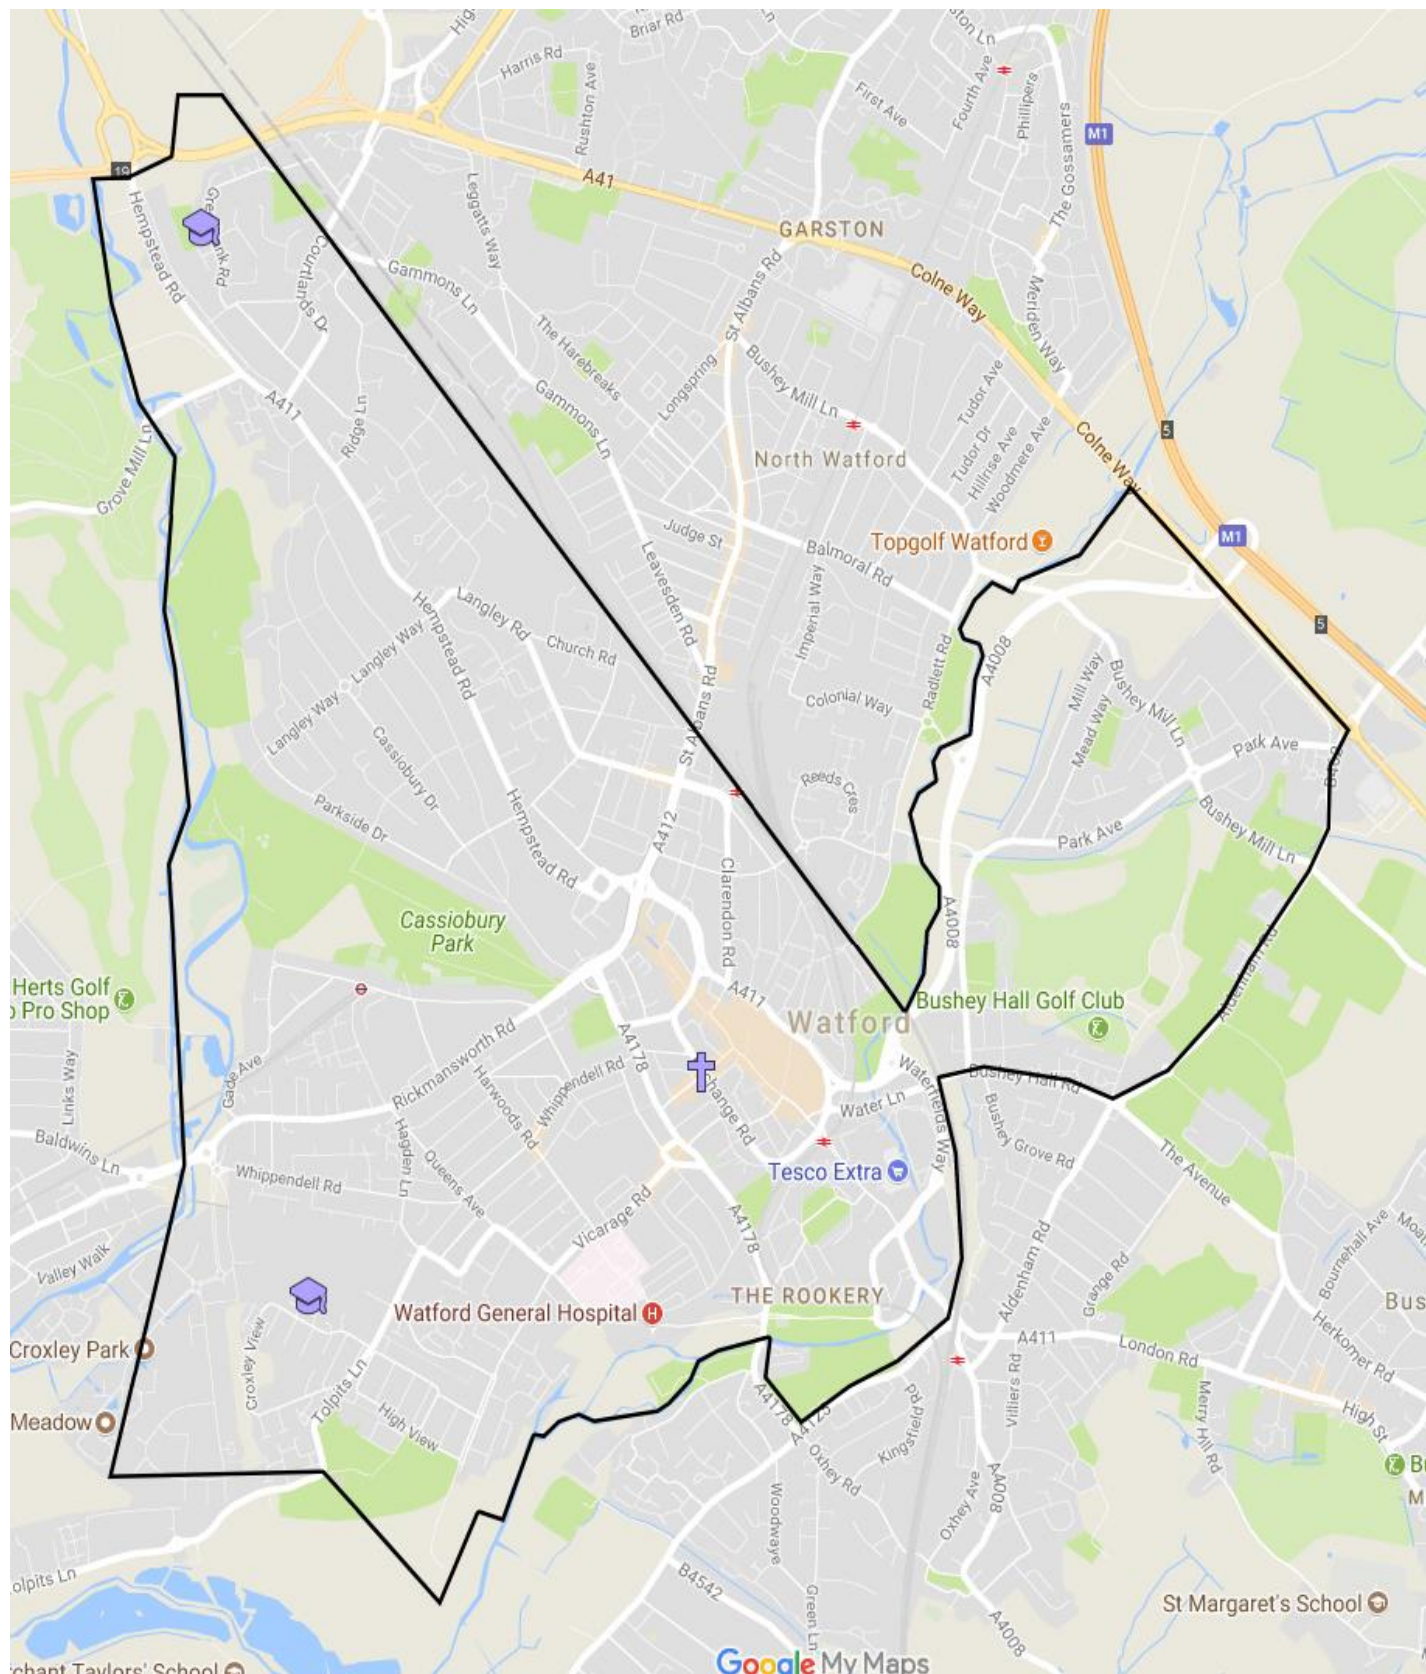 Briar Rd
Harris Rd
Rushton Ave
First Ave
Fourth Ave
Phillipers
The Gossamers
M1
19
A41
Leggatts Way
GARSTON
Hempstead Rd
Courtlands Dr
Gammons Ln
St Albans Rd
Colne Way
Meriden Way
The Harebreaks
Longspring
Bushey Mill Ln
Tudor Ave
A411
Ridge Ln
Gammons Ln
Tudor Dr
Hillrise Ave
Woodmere Ave
Colne Way
5
Grove Mill Ln
North Watford
Judge St
Balmoral Rd
Topgolf Watford
M1
Leavesden Rd
Imperial Way
Langley Rd
Hempstead Rd
Church Rd
Langley Way
Langley Way
Radlett Rd
A4008
5
Mill Way
Mead Way
Bushey Mill Ln
Colonial Way
St Albans Rd
Cassiobury Dr
Park Ave
Reeds Cres
Parkside Dr
Hempstead Rd
A412
Park Ave
Bushey Mill Ln
Clarendon Rd
Cassiobury
Park
A4008
Aldenham Rd
Herts Golf
Pro Shop
A411
Bushey Hall Golf Club
Watford
Links Way
Gade Ave
Rickmansworth Rd
A4178
Whippendell Rd
Harwoods Rd
Waterfields Way
Bushey Hall Rd
Water Ln
Bushey Grove Rd
Baldwins Ln
Whippendell Rd
Hagden Ln
Queens Ave
Tesco Extra
The Avenue
Vicarage Rd
A4178
Valley Walk
Aldenham Rd
Grange Rd
Bournehall Ave
THE ROOKERY
Watford General Hospital
H
Croxley Park
Croxley View
Tolpits Ln
A411
London Rd
Herkomer Rd
Meadow
High View
A4178
Kingsfield Rd
Villiers Rd
Merry Hill Rd
High St
Oxhey Rd
Woodwaye
Oxhey Ave
A4008
B4542
Green Ln
St Margaret's School
A4008
Google My Maps